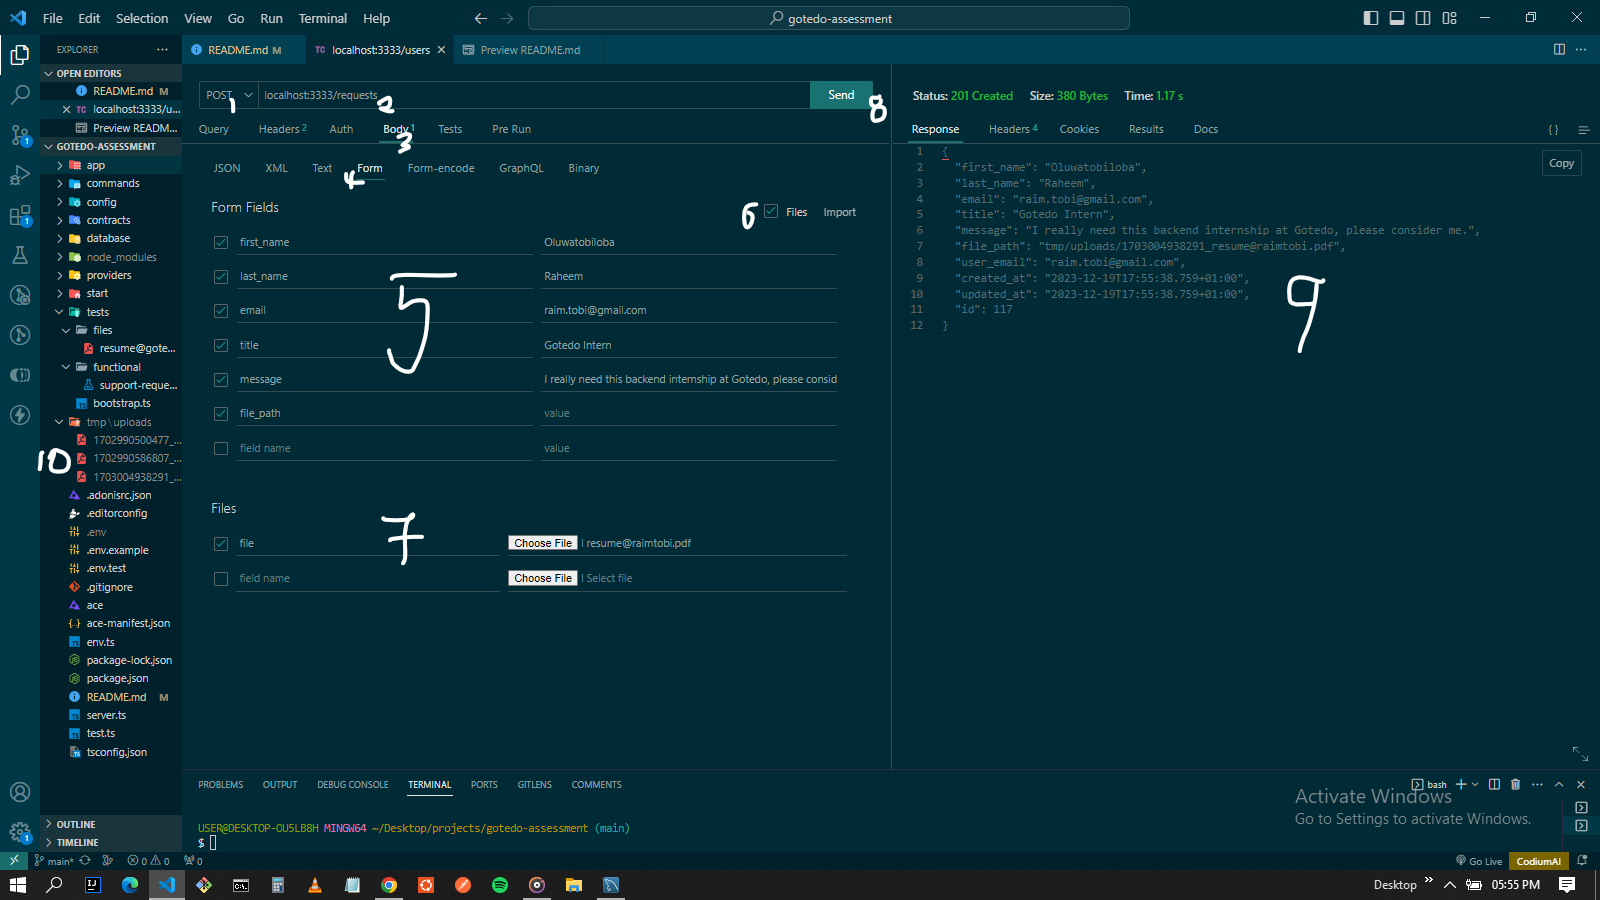 File Edit Selection View Go Run Terminal Help
gotedo-assessment
EXPLORER
OPEN EDITORS
README.md M
localhost:3333/u...
Preview READM...
GOTEDO-ASSESSMENT
app
commands
config
contracts
database
node_modules
providers
start
tests
files
resume@gote...
functional
support-reque...
bootstrap.ts
tmp\uploads
1702990500477_...
1702990586807_...
1703004938291_...
10
.adonisrc.json
.editorconfig
.env
.env.example
.env.test
.gitignore
ace
ace-manifest.json
env.ts
package-lock.json
package.json
README.md M
server.ts
test.ts
tsconfig.json
OUTLINE
TIMELINE
README.md M
TC localhost:3333/users
Preview README.md
POST 1
localhost:3333/requests 2
Send 8
Query Headers 2 Auth Body 1 Tests Pre Run
3
JSON XML Text Form Form-encode GraphQL Binary
4
Form Fields
6 Files Import
first_name Oluwatobiloba
last_name Raheem
5
email raim.tobi@gmail.com
title Gotedo Intern
message I really need this backend internship at Gotedo, please consid
file_path value
field name value
Files
7
file Choose File resume@raimtobi.pdf
field name Choose File Select file
Status: 201 Created Size: 380 Bytes Time: 1.17 s
Response Headers 4 Cookies Results Docs
{ }
Copy
1 {
2 "first_name": "Oluwatobiloba",
3 "last_name": "Raheem",
4 "email": "raim.tobi@gmail.com",
5 "title": "Gotedo Intern",
6 "message": "I really need this backend internship at Gotedo, please consider me.",
7 "file_path": "tmp/uploads/1703004938291_resume@raimtobi.pdf",
8 "user_email": "raim.tobi@gmail.com",
9 "created_at": "2023-12-19T17:55:38.759+01:00",
10 "updated_at": "2023-12-19T17:55:38.759+01:00",
11 "id": 117
12 }
9
PROBLEMS OUTPUT DEBUG CONSOLE TERMINAL PORTS GITLENS COMMENTS
bash
USER@DESKTOP-OU5LB8H MINGW64 ~/Desktop/projects/gotedo-assessment (main)
$
Activate Windows
Go to Settings to activate Windows.
main* 0 0 0
Go Live CodiumAI
Desktop 05:55 PM